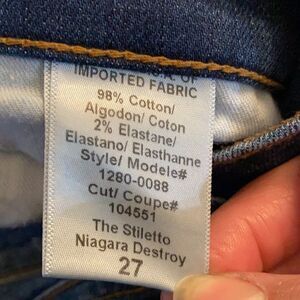 U.S.A. OF
IMPORTED FABRIC
98% Cotton/
Algodon/ Coton
2% Elastane/
Elastano/ Elasthanne
Style/ Modele#
1280-0088
Cut/ Coupe#
104551
The Stiletto
Niagara Destroy
27